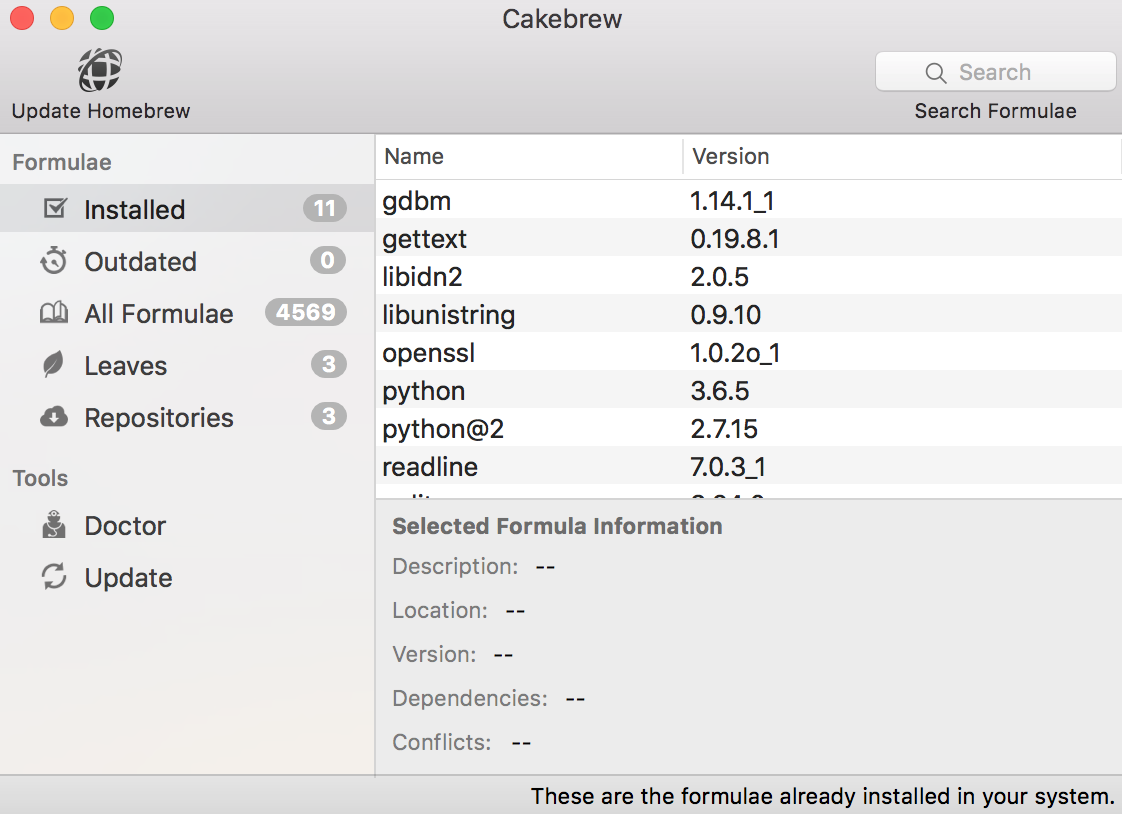 Cakebrew
Update Homebrew
Search
Search Formulae
Formulae
Installed 11
Outdated 0
All Formulae 4569
Leaves 3
Repositories 3
Tools
Doctor
Update
Name Version
gdbm 1.14.1_1
gettext 0.19.8.1
libidn2 2.0.5
libunistring 0.9.10
openssl 1.0.2o_1
python 3.6.5
python@2 2.7.15
readline 7.0.3_1
Selected Formula Information
Description: --
Location: --
Version: --
Dependencies: --
Conflicts: --
These are the formulae already installed in your system.